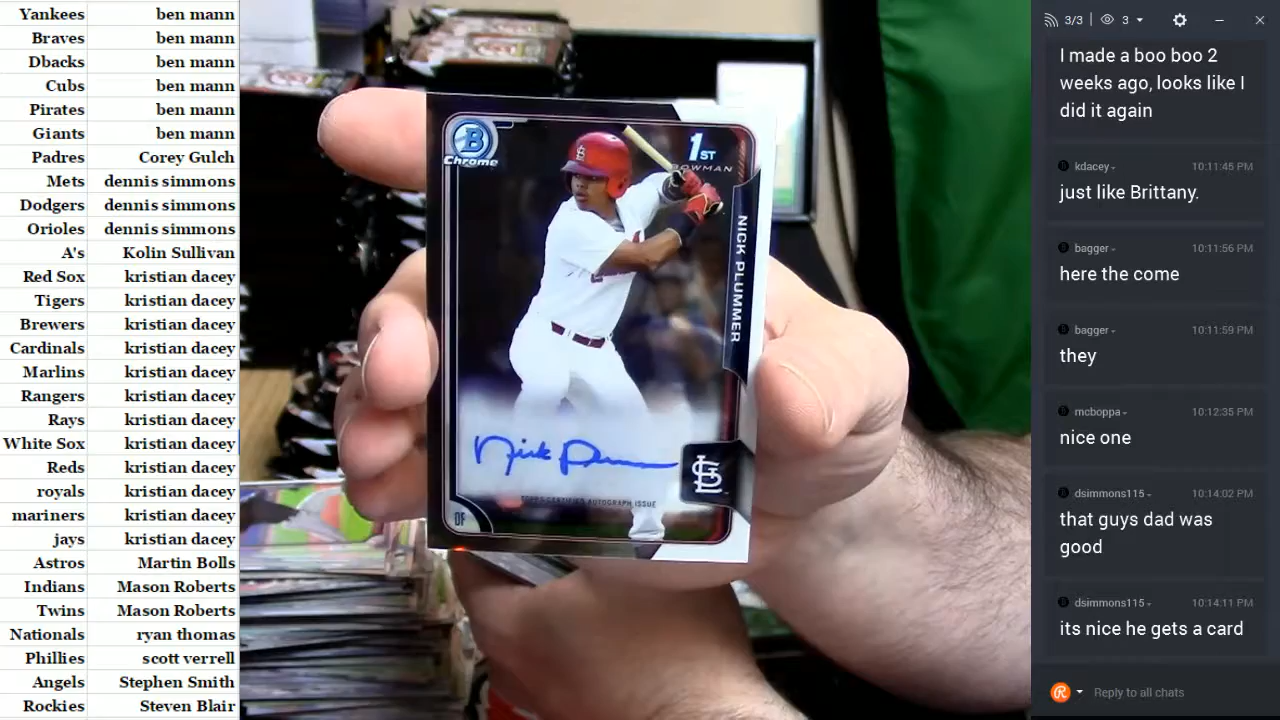 Yankees ben mann
Braves ben mann
Dbacks ben mann
Cubs ben mann
Pirates ben mann
Giants ben mann
Padres Corey Gulch
Mets dennis simmons
Dodgers dennis simmons
Orioles dennis simmons
A's Kolin Sullivan
Red Sox kristian dacey
Tigers kristian dacey
Brewers kristian dacey
Cardinals kristian dacey
Marlins kristian dacey
Rangers kristian dacey
Rays kristian dacey
White Sox kristian dacey
Reds kristian dacey
royals kristian dacey
mariners kristian dacey
jays kristian dacey
Astros Martin Bolls
Indians Mason Roberts
Twins Mason Roberts
Nationals ryan thomas
Phillies scott verrell
Angels Stephen Smith
Rockies Steven Blair
B
Chrome
1ST
BOWMAN
NICK PLUMMER
Nick Plummer
TOPPS CERTIFIED AUTOGRAPH ISSUE
OF
STL
3/3 3
I made a boo boo 2
weeks ago, looks like I
did it again
kdacey 10:11:45 PM
just like Brittany.
bagger 10:11:56 PM
here the come
bagger 10:11:59 PM
they
mcboppa 10:12:35 PM
nice one
dsimmons115 10:14:02 PM
that guys dad was
good
dsimmons115 10:14:11 PM
its nice he gets a card
Reply to all chats